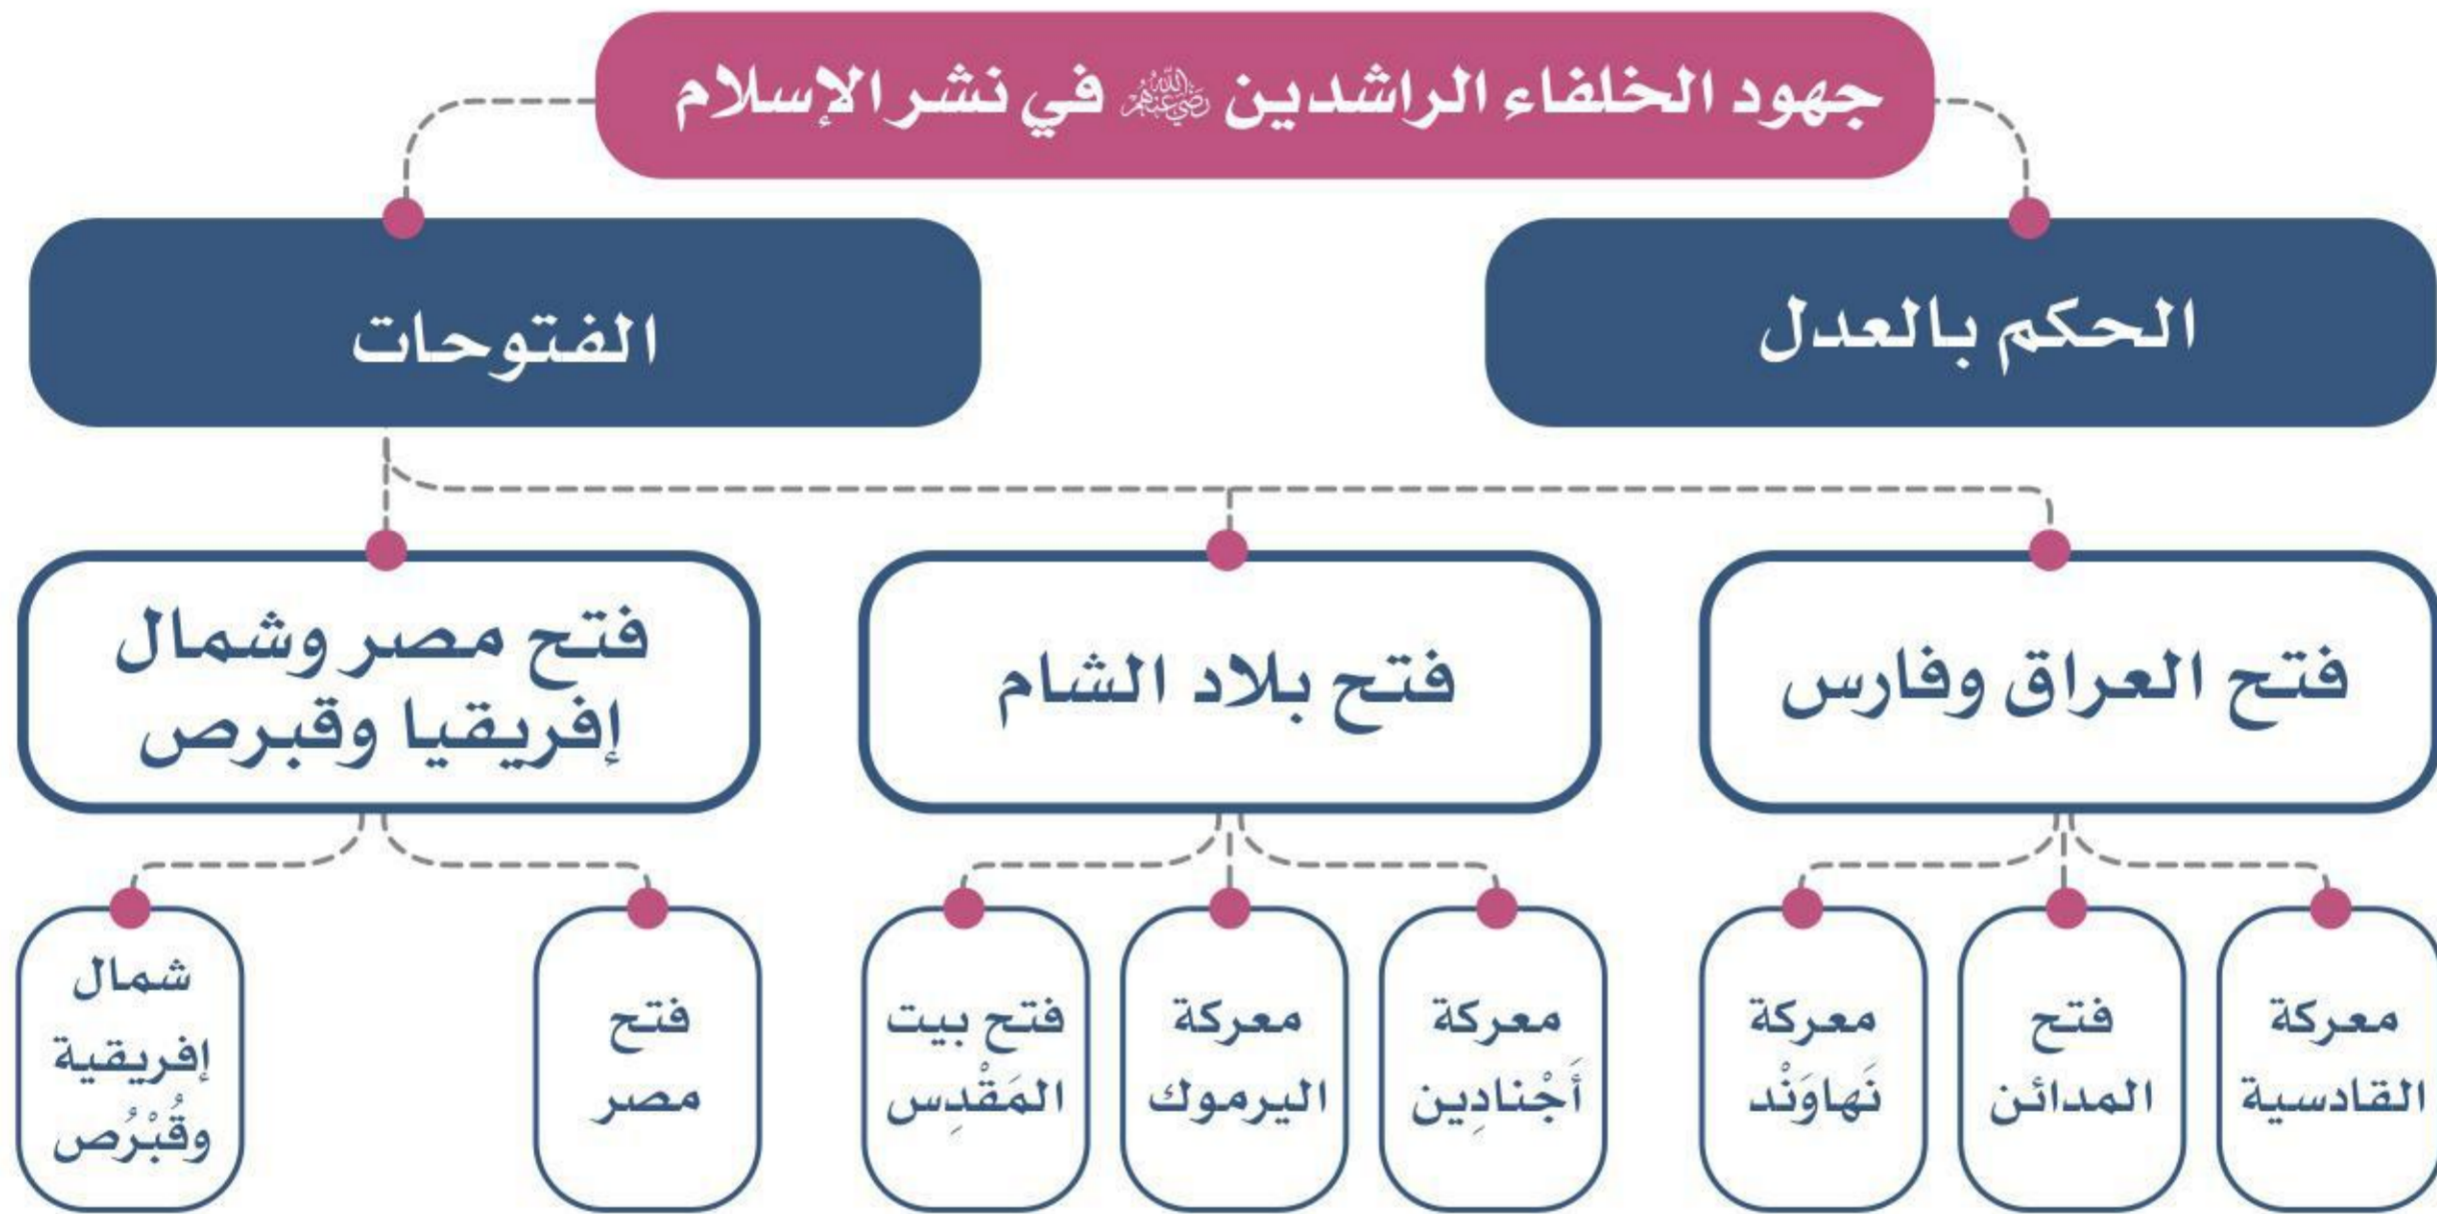 جهود الخلفاء الراشدين رضي الله عنهم في نشر الإسلام
الحكم بالعدل
الفتوحات
فتح العراق وفارس
فتح بلاد الشام
فتح مصر وشمال
إفريقيا وقبرص
معركة
القادسية
فتح
المدائن
معركة
نَهاوَنْد
معركة
أَجْنادِين
معركة
اليرموك
فتح بيت
المَقْدِس
فتح
مصر
شمال
إفريقية
وقُبْرُص